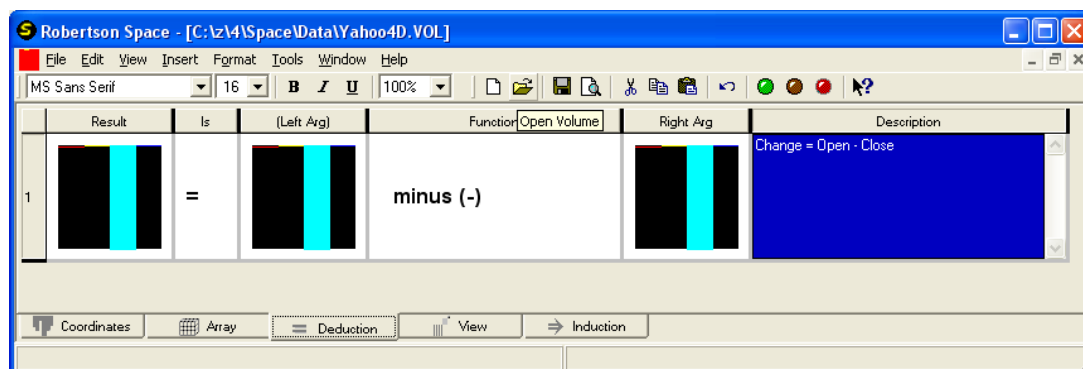 Robertson Space - [C:\z\4\Space\Data\Yahoo4D.VOL]
File Edit View Insert Format Tools Window Help
MS Sans Serif 16 B I U 100%
Result Is (Left Arg) Function Open Volume Right Arg Description
1 = minus (-) Change = Open - Close
Coordinates Array Deduction View Induction